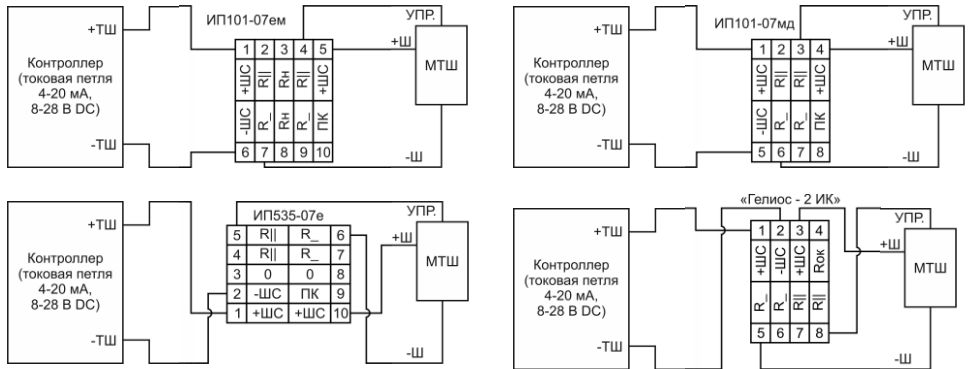 ИП101-07ем
УПР.
+ТШ
+Ш
1 2 3 4 5
Контроллер
(токовая петля
4-20 мА,
8-28 В DC)
МТШ
+ШС R|| Rн R|| +ШС
-ШС R_ Rн R_ ПК
-ТШ
6 7 8 9 10
-Ш
ИП101-07мд
УПР.
+ТШ
+Ш
1 2 3 4
Контроллер
(токовая петля
4-20 мА,
8-28 В DC)
МТШ
+ШС R|| R|| +ШС
-ШС R_ R_ ПК
-ТШ
5 6 7 8
-Ш
ИП535-07е
УПР.
+ТШ
+Ш
5 R|| R_ 6
4 R|| R_ 7
3 0 0 8
2 -ШС ПК 9
1 +ШС +ШС 10
Контроллер
(токовая петля
4-20 мА,
8-28 В DC)
МТШ
-ТШ
-Ш
«Гелиос - 2 ИК»
УПР.
+ТШ
+Ш
1 2 3 4
Контроллер
(токовая петля
4-20 мА,
8-28 В DC)
МТШ
+ШС -ШС +ШС Rок
R_ R_ R|| R||
5 6 7 8
-ТШ
-Ш